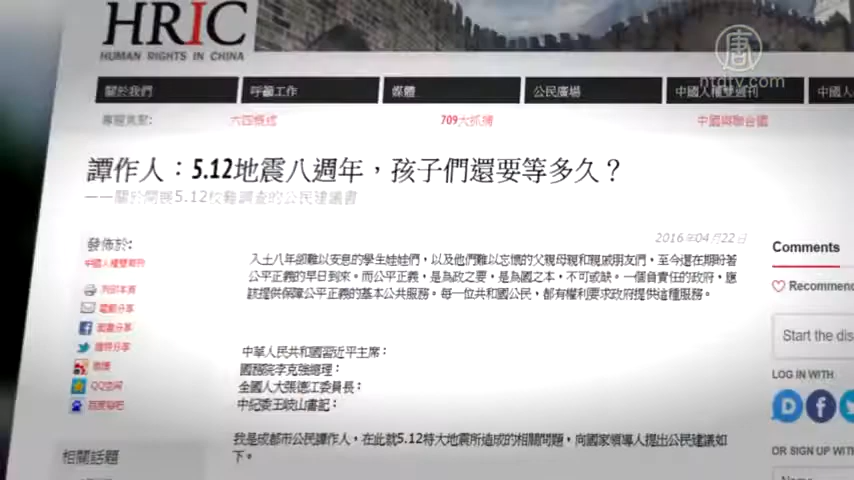 HRIC
HUMAN RIGHTS IN CHINA
唐
ntdtv.com
關於我們 呼籲工作 媒體 公民廣場 中國人權雙週刊 中國人
專題焦點: 六四概述 709大抓捕 中國與聯合國
譚作人：5.12地震八週年，孩子們還要等多久？
——關於開展5.12校難調查的公民建議書
2016年04月22日
發佈於:
中國人權雙週刊
列印本頁
電郵分享
臉書分享
推特分享
微博
QQ空間
百度貼吧
相關話題
入土八年卻難以安息的學生娃娃們，以及他們難以忘懷的父親母親和親戚朋友們，至今還在期盼著
公平正義的早日到來。而公平正義，是為政之要，是為國之本，不可或缺。一個自責任的政府，應
該提供保障公平正義的基本公共服務。每一位共和國公民，都有權利要求政府提供這種服務。
中華人民共和國習近平主席：
國務院李克強總理：
全國人大張德江委員長：
中紀委王岐山書記：
我是成都市公民譚作人，在此就5.12特大地震所造成的相關問題，向國家領導人提出公民建議如
下。
Comments
Recommen
Start the dis
LOG IN WITH
OR SIGN UP WITH
Name